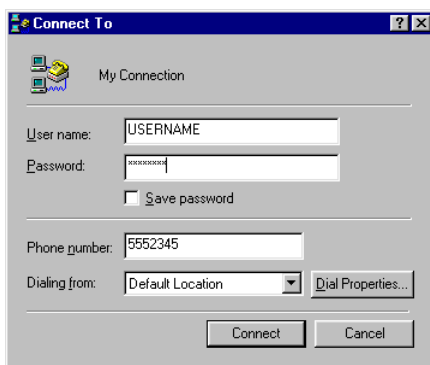 Connect To
My Connection
User name: USERNAME
Password: xxxxxxxx
Save password
Phone number: 5552345
Dialing from: Default Location Dial Properties...
Connect Cancel